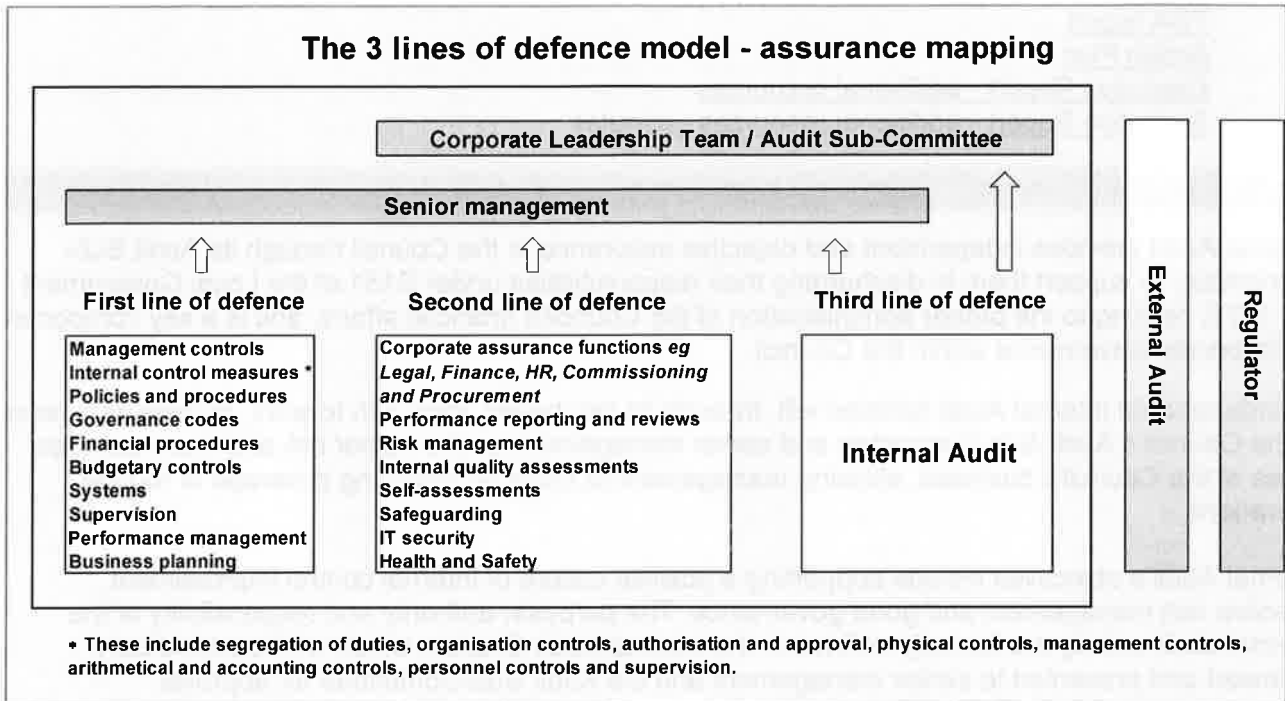 The 3 lines of defence model - assurance mapping
Corporate Leadership Team / Audit Sub-Committee
Senior management
First line of defence
Management controls
Internal control measures *
Policies and procedures
Governance codes
Financial procedures
Budgetary controls
Systems
Supervision
Performance management
Business planning
Second line of defence
Corporate assurance functions eg
Legal, Finance, HR, Commissioning
and Procurement
Performance reporting and reviews
Risk management
Internal quality assessments
Self-assessments
Safeguarding
IT security
Health and Safety
Third line of defence
Internal Audit
External Audit
Regulator
* These include segregation of duties, organisation controls, authorisation and approval, physical controls, management controls,
arithmetical and accounting controls, personnel controls and supervision.